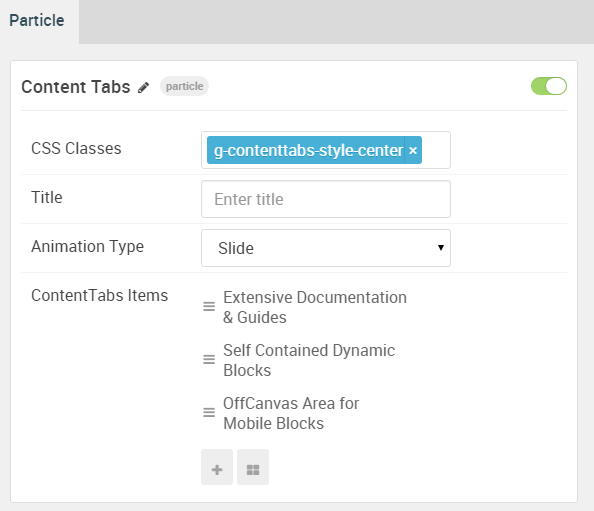 Particle
Content Tabs
particle
CSS Classes
g-contenttabs-style-center ×
Title
Enter title
Animation Type
Slide
ContentTabs Items
Extensive Documentation
& Guides
Self Contained Dynamic
Blocks
OffCanvas Area for
Mobile Blocks